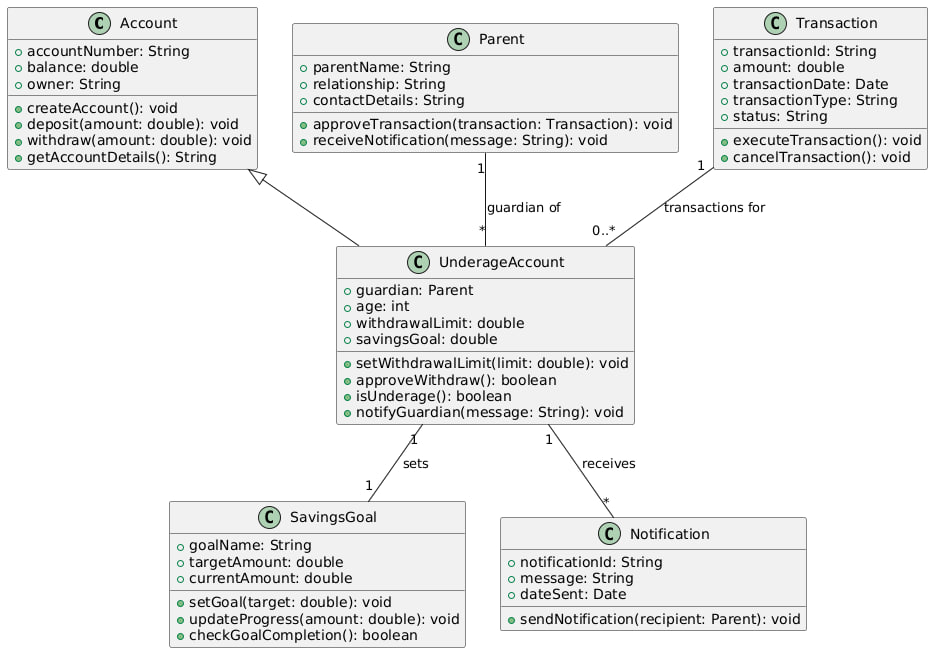 C Account
+ accountNumber: String
+ balance: double
+ owner: String
+ createAccount(): void
+ deposit(amount: double): void
+ withdraw(amount: double): void
+ getAccountDetails(): String
C Parent
parentName: String
relationship: String
contactDetails: String
approveTransaction(transaction: Transaction): void
receiveNotification(message: String): void
C Transaction
transactionId: String
amount: double
transactionDate: Date
transactionType: String
status: String
executeTransaction(): void
cancelTransaction(): void
1
guardian of
*
1
transactions for
0..*
C UnderageAccount
guardian: Parent
age: int
withdrawalLimit: double
savingsGoal: double
setWithdrawalLimit(limit: double): void
approveWithdraw(): boolean
isUnderage(): boolean
notifyGuardian(message: String): void
1
sets
1
1
receives
*
C SavingsGoal
goalName: String
targetAmount: double
currentAmount: double
setGoal(target: double): void
updateProgress(amount: double): void
checkGoalCompletion(): boolean
C Notification
notificationId: String
message: String
dateSent: Date
sendNotification(recipient: Parent): void